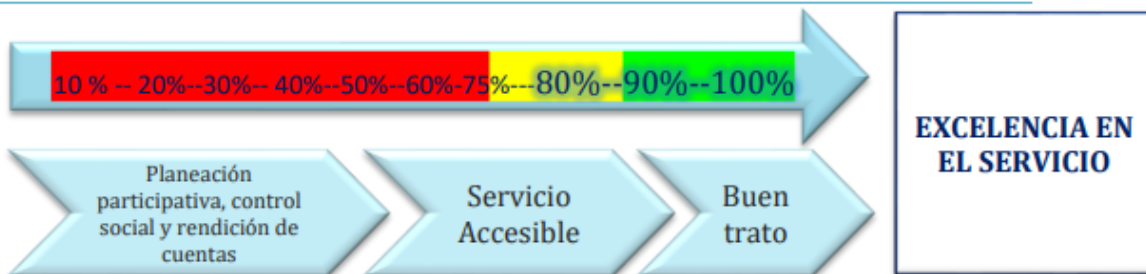 10 % -- 20%--30%-- 40%--50%--60%-75%---80%--90%--100%
EXCELENCIA EN
EL SERVICIO
Planeación
participativa, control
social y rendición de
cuentas
Servicio
Accesible
Buen
trato